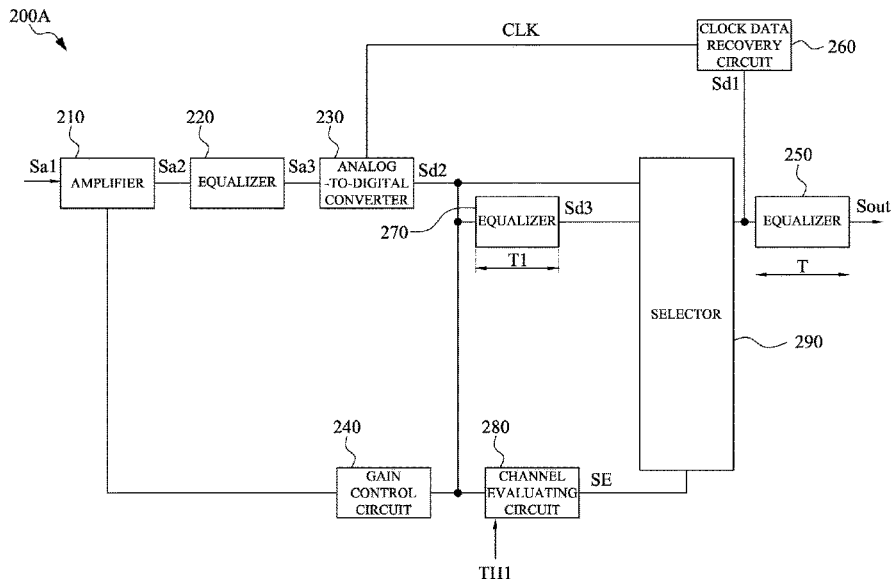 200A
CLK
CLOCK DATA
RECOVERY
CIRCUIT
260
Sd1
210
220
230
250
Sa1
AMPLIFIER
Sa2
EQUALIZER
Sa3
ANALOG
-TO-DIGITAL
CONVERTER
Sd2
270
EQUALIZER
Sd3
T1
SELECTOR
290
EQUALIZER
Sout
T
240
GAIN
CONTROL
CIRCUIT
280
CHANNEL
EVALUATING
CIRCUIT
SE
TH1